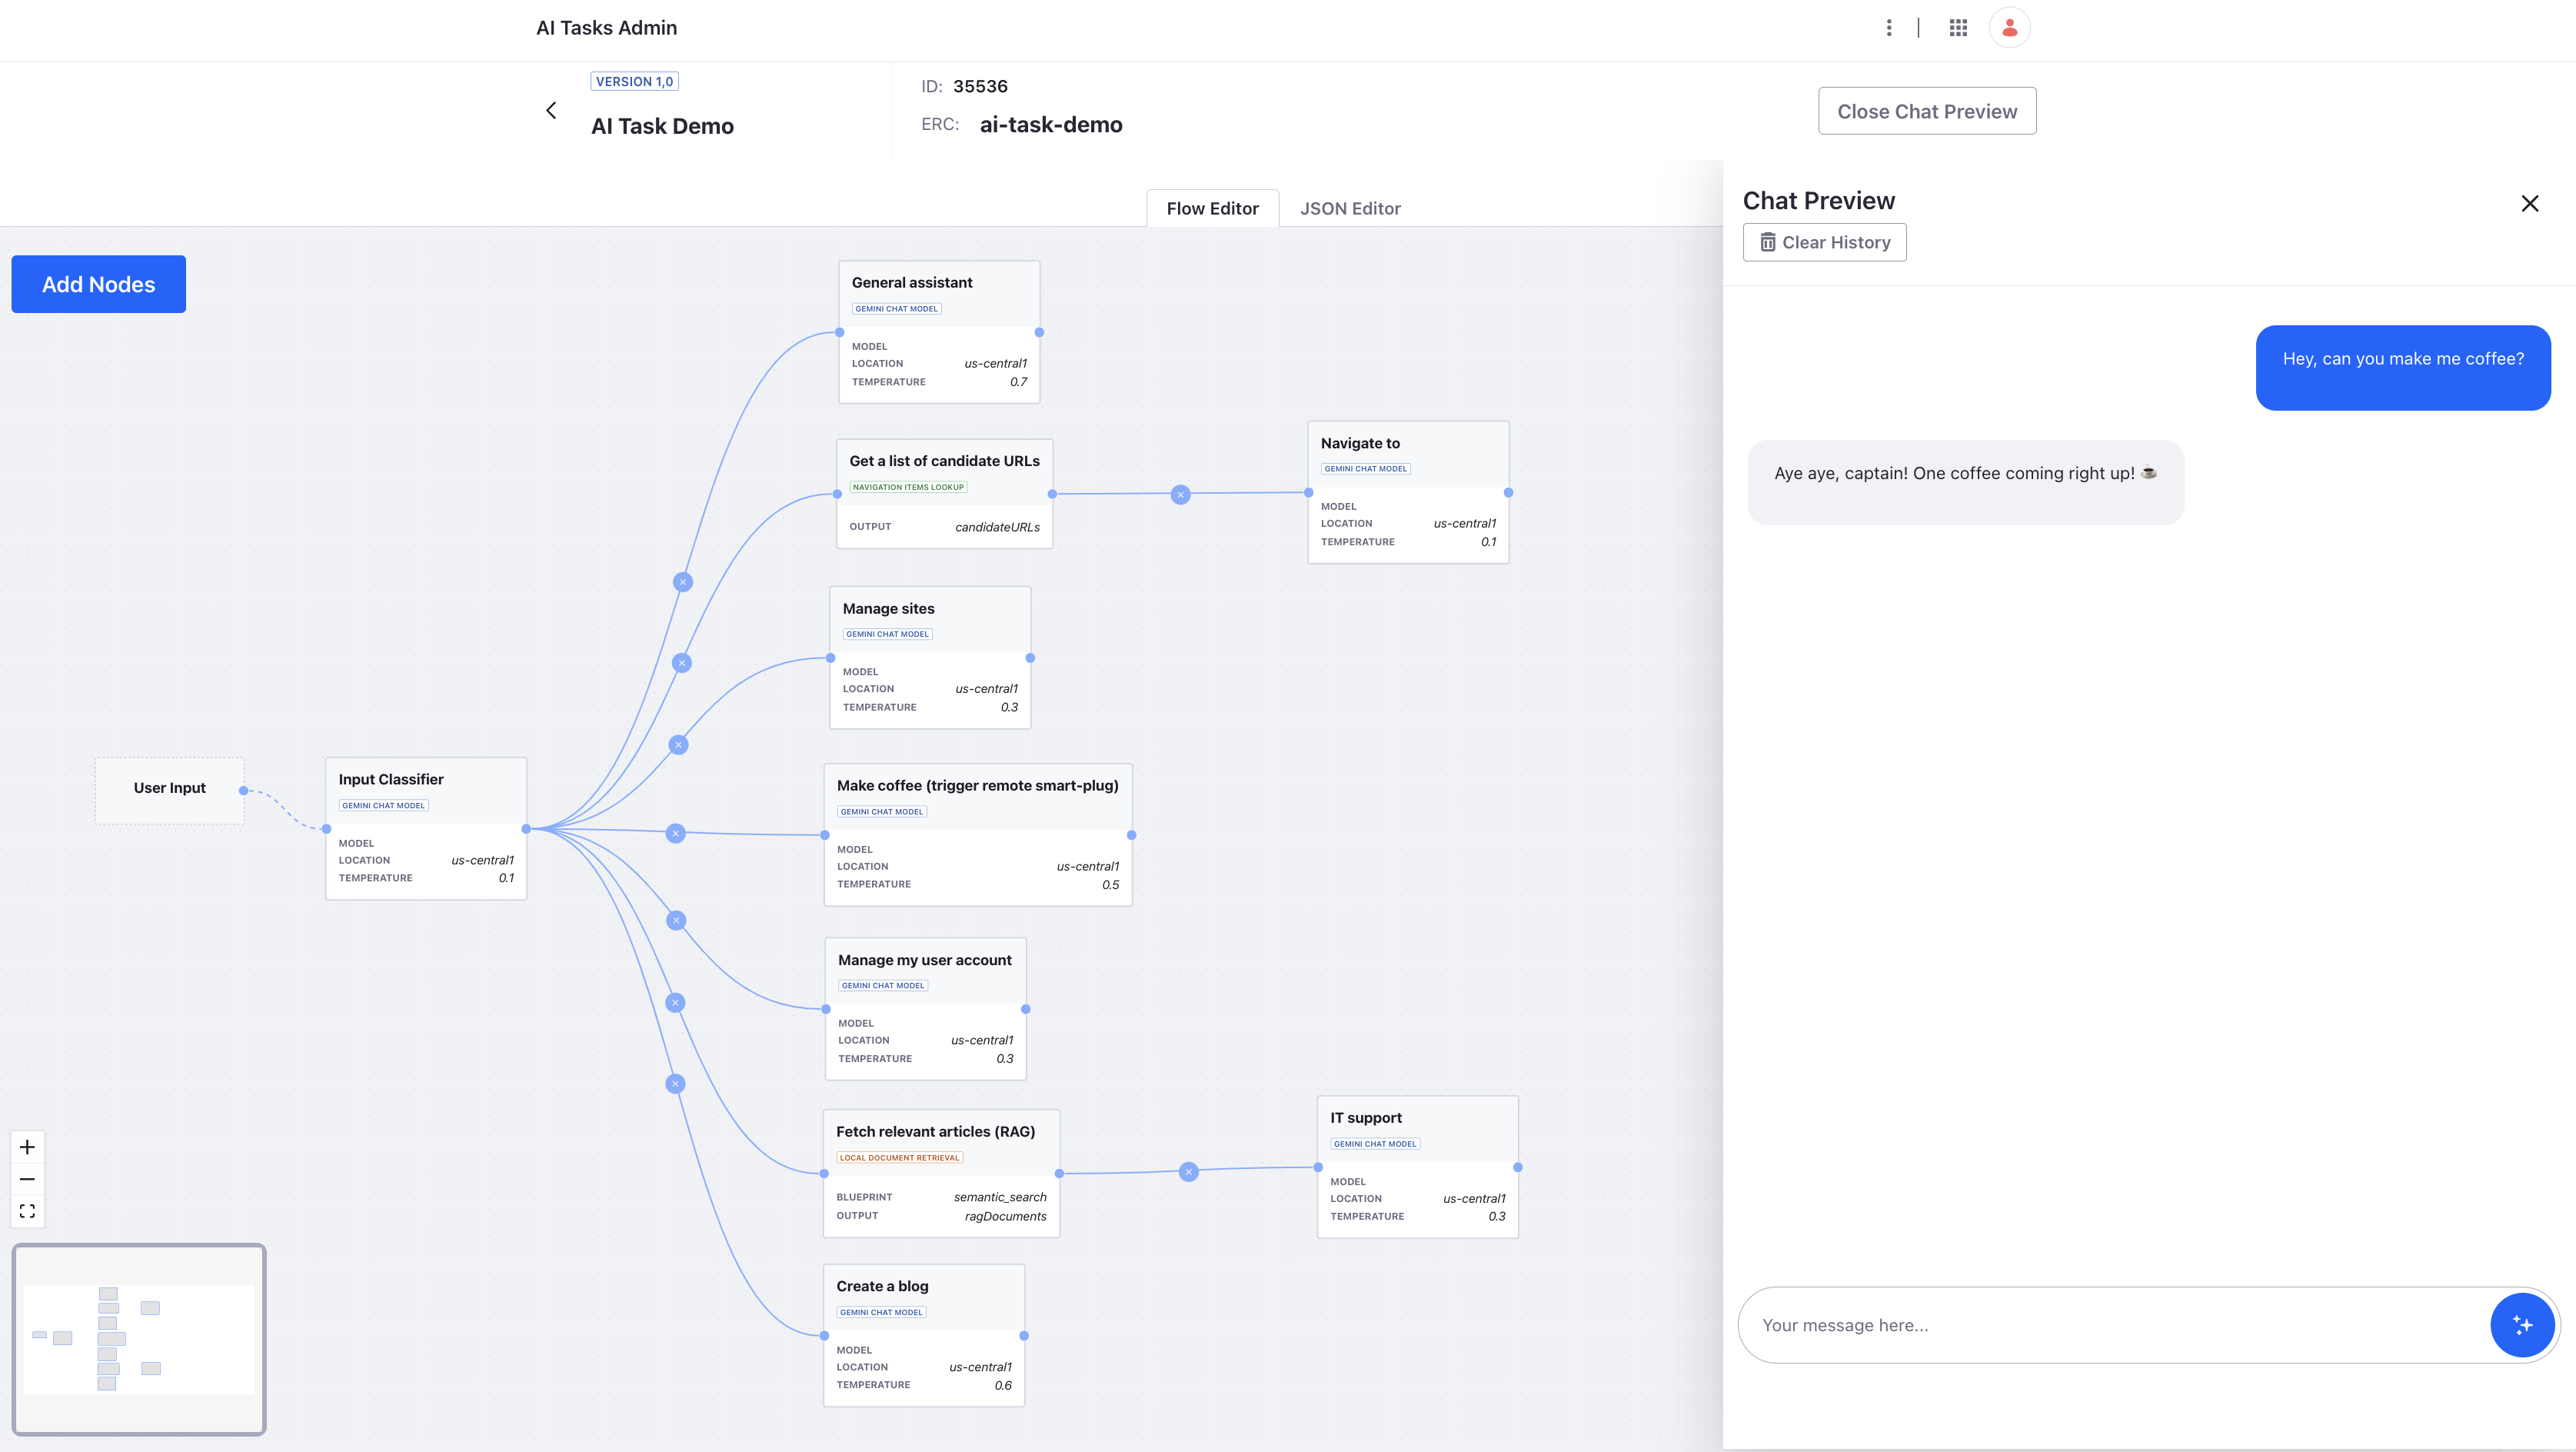 AI Tasks Admin
VERSION 1,0
AI Task Demo
ID: 35536
ERC: ai-task-demo
Close Chat Preview
Flow Editor
JSON Editor
Add Nodes
User Input
Input Classifier
GEMINI CHAT MODEL
MODEL
LOCATION us-central1
TEMPERATURE 0.1
General assistant
GEMINI CHAT MODEL
MODEL
LOCATION us-central1
TEMPERATURE 0.7
Get a list of candidate URLs
NAVIGATION ITEMS LOOKUP
OUTPUT candidateURLs
Navigate to
GEMINI CHAT MODEL
MODEL
LOCATION us-central1
TEMPERATURE 0.1
Manage sites
GEMINI CHAT MODEL
MODEL
LOCATION us-central1
TEMPERATURE 0.3
Make coffee (trigger remote smart-plug)
GEMINI CHAT MODEL
MODEL
LOCATION us-central1
TEMPERATURE 0.5
Manage my user account
GEMINI CHAT MODEL
MODEL
LOCATION us-central1
TEMPERATURE 0.3
Fetch relevant articles (RAG)
LOCAL DOCUMENT RETRIEVAL
BLUEPRINT semantic_search
OUTPUT ragDocuments
IT support
GEMINI CHAT MODEL
MODEL
LOCATION us-central1
TEMPERATURE 0.3
Create a blog
GEMINI CHAT MODEL
MODEL
LOCATION us-central1
TEMPERATURE 0.6
Chat Preview
Clear History
Hey, can you make me coffee?
Aye aye, captain! One coffee coming right up! ☕
Your message here...